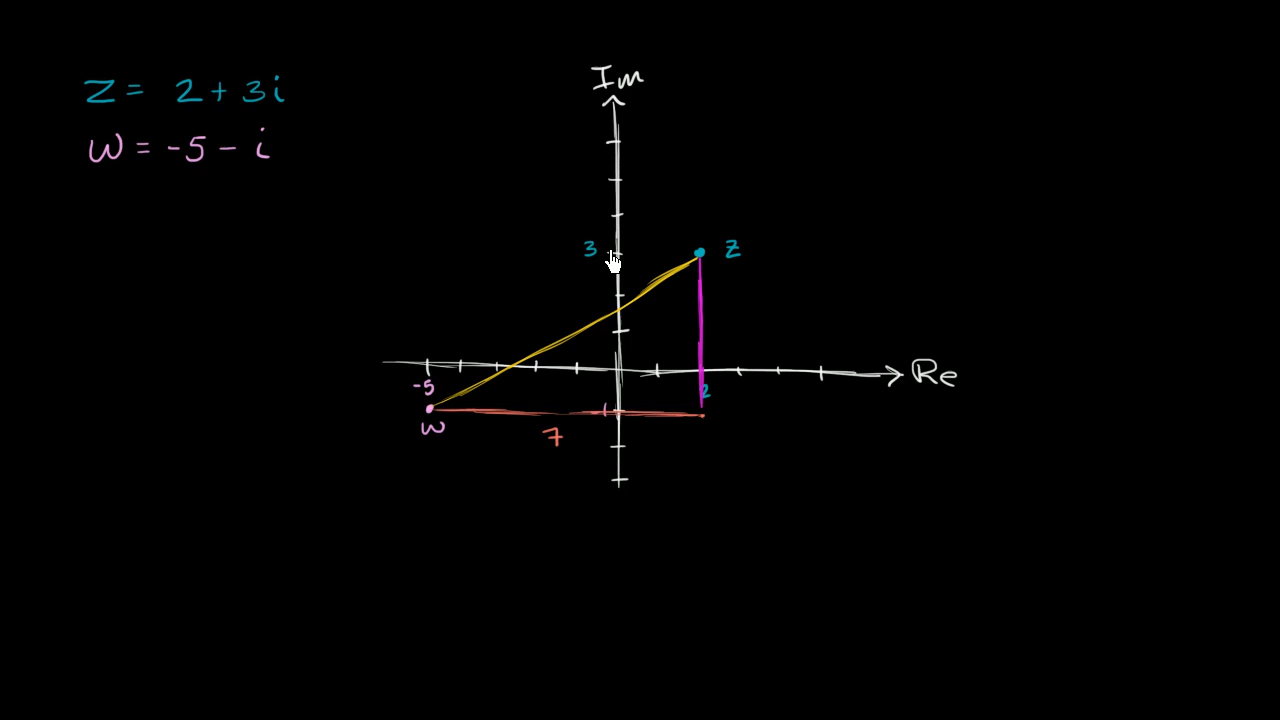 Im
z = 2 + 3i
w = -5 - i
3
z
Re
-5
2
w
7